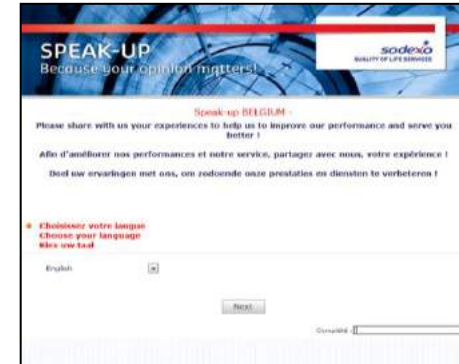 SPEAK-UP
Because your opinion matters!
sodexo
QUALITY OF LIFE SERVICES
Speak-up BELGIUM :
Please share with us your experiences to help us to improve our performance and serve you
better !
Afin d'améliorer nos performances et notre service, partagez avec nous, votre expérience !
Deel uw ervaringen met ons, om zodoende onze prestaties en diensten te verbeteren !
Choisissez votre langue
Choose your language
Kies uw taal
English
Next
Complété :